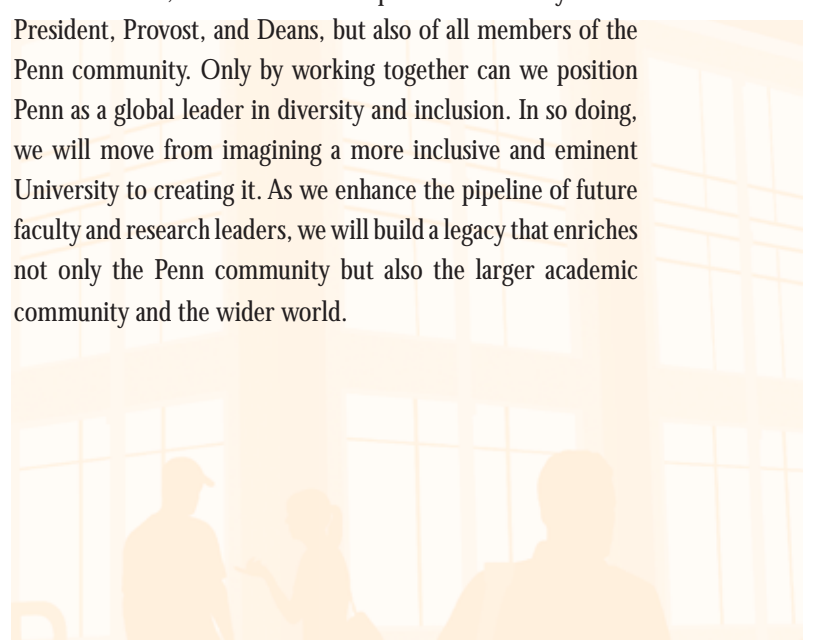 President, Provost, and Deans, but also of all members of the
Penn community. Only by working together can we position
Penn as a global leader in diversity and inclusion. In so doing,
we will move from imagining a more inclusive and eminent
University to creating it. As we enhance the pipeline of future
faculty and research leaders, we will build a legacy that enriches
not only the Penn community but also the larger academic
community and the wider world.